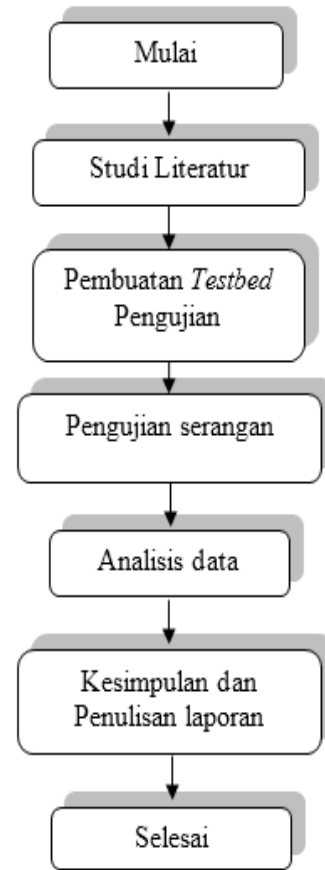 Mulai
Studi Literatur
Pembuatan Testbed
Pengujian
Pengujian serangan
Analisis data
Kesimpulan dan
Penulisan laporan
Selesai